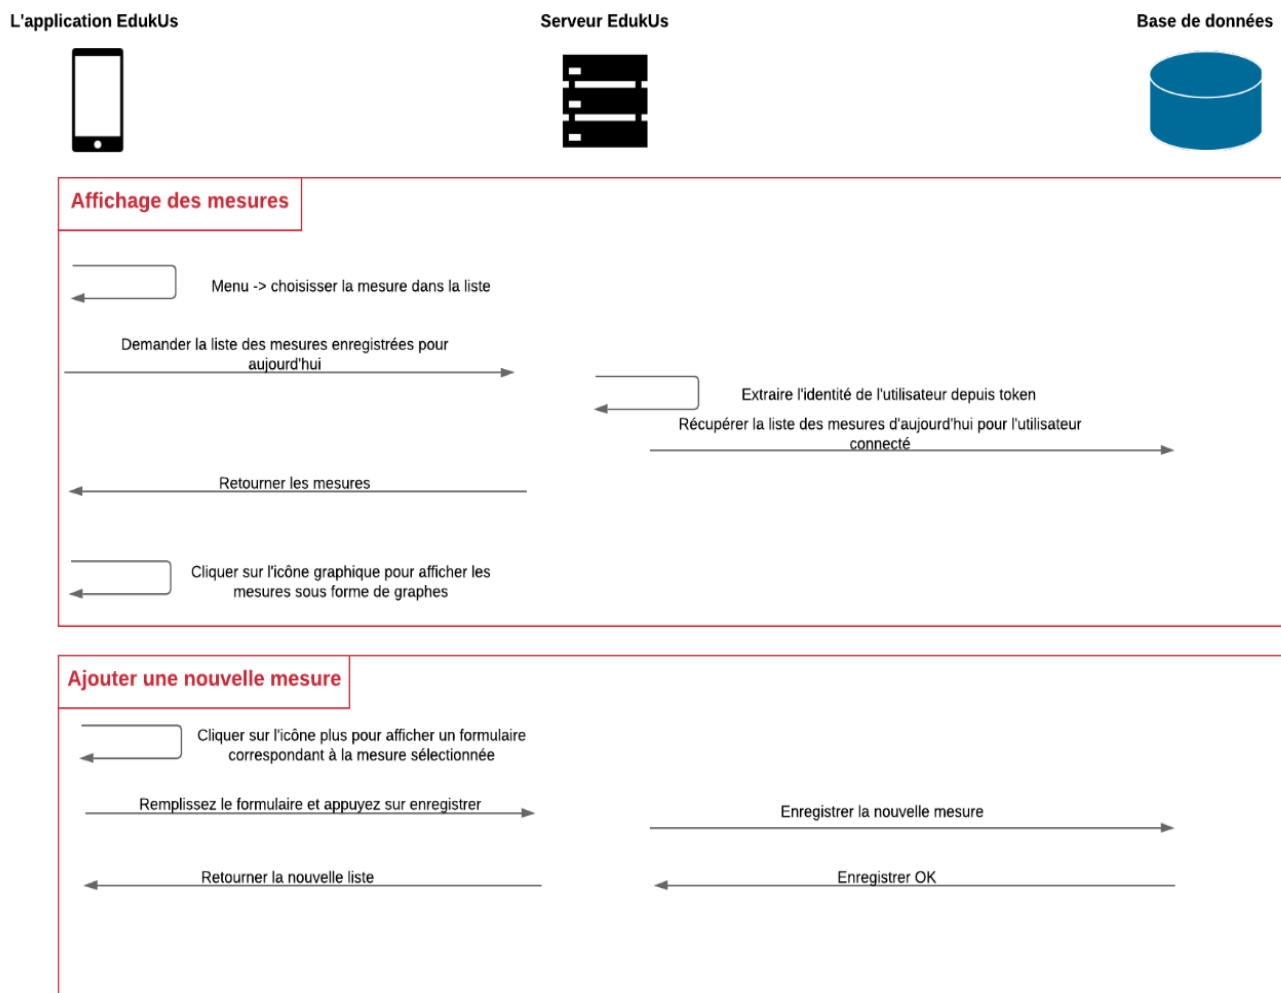 L'application EdukUs
Serveur EdukUs
Base de données
Affichage des mesures
Menu -> choisisser la mesure dans la liste
Demander la liste des mesures enregistrées pour
aujourd'hui
Extraire l'identité de l'utilisateur depuis token
Récupérer la liste des mesures d'aujourd'hui pour l'utilisateur
connecté
Retourner les mesures
Cliquer sur l'icône graphique pour afficher les
mesures sous forme de graphes
Ajouter une nouvelle mesure
Cliquer sur l'icône plus pour afficher un formulaire
correspondant à la mesure sélectionnée
Remplissez le formulaire et appuyez sur enregistrer
Enregistrer la nouvelle mesure
Retourner la nouvelle liste
Enregistrer OK